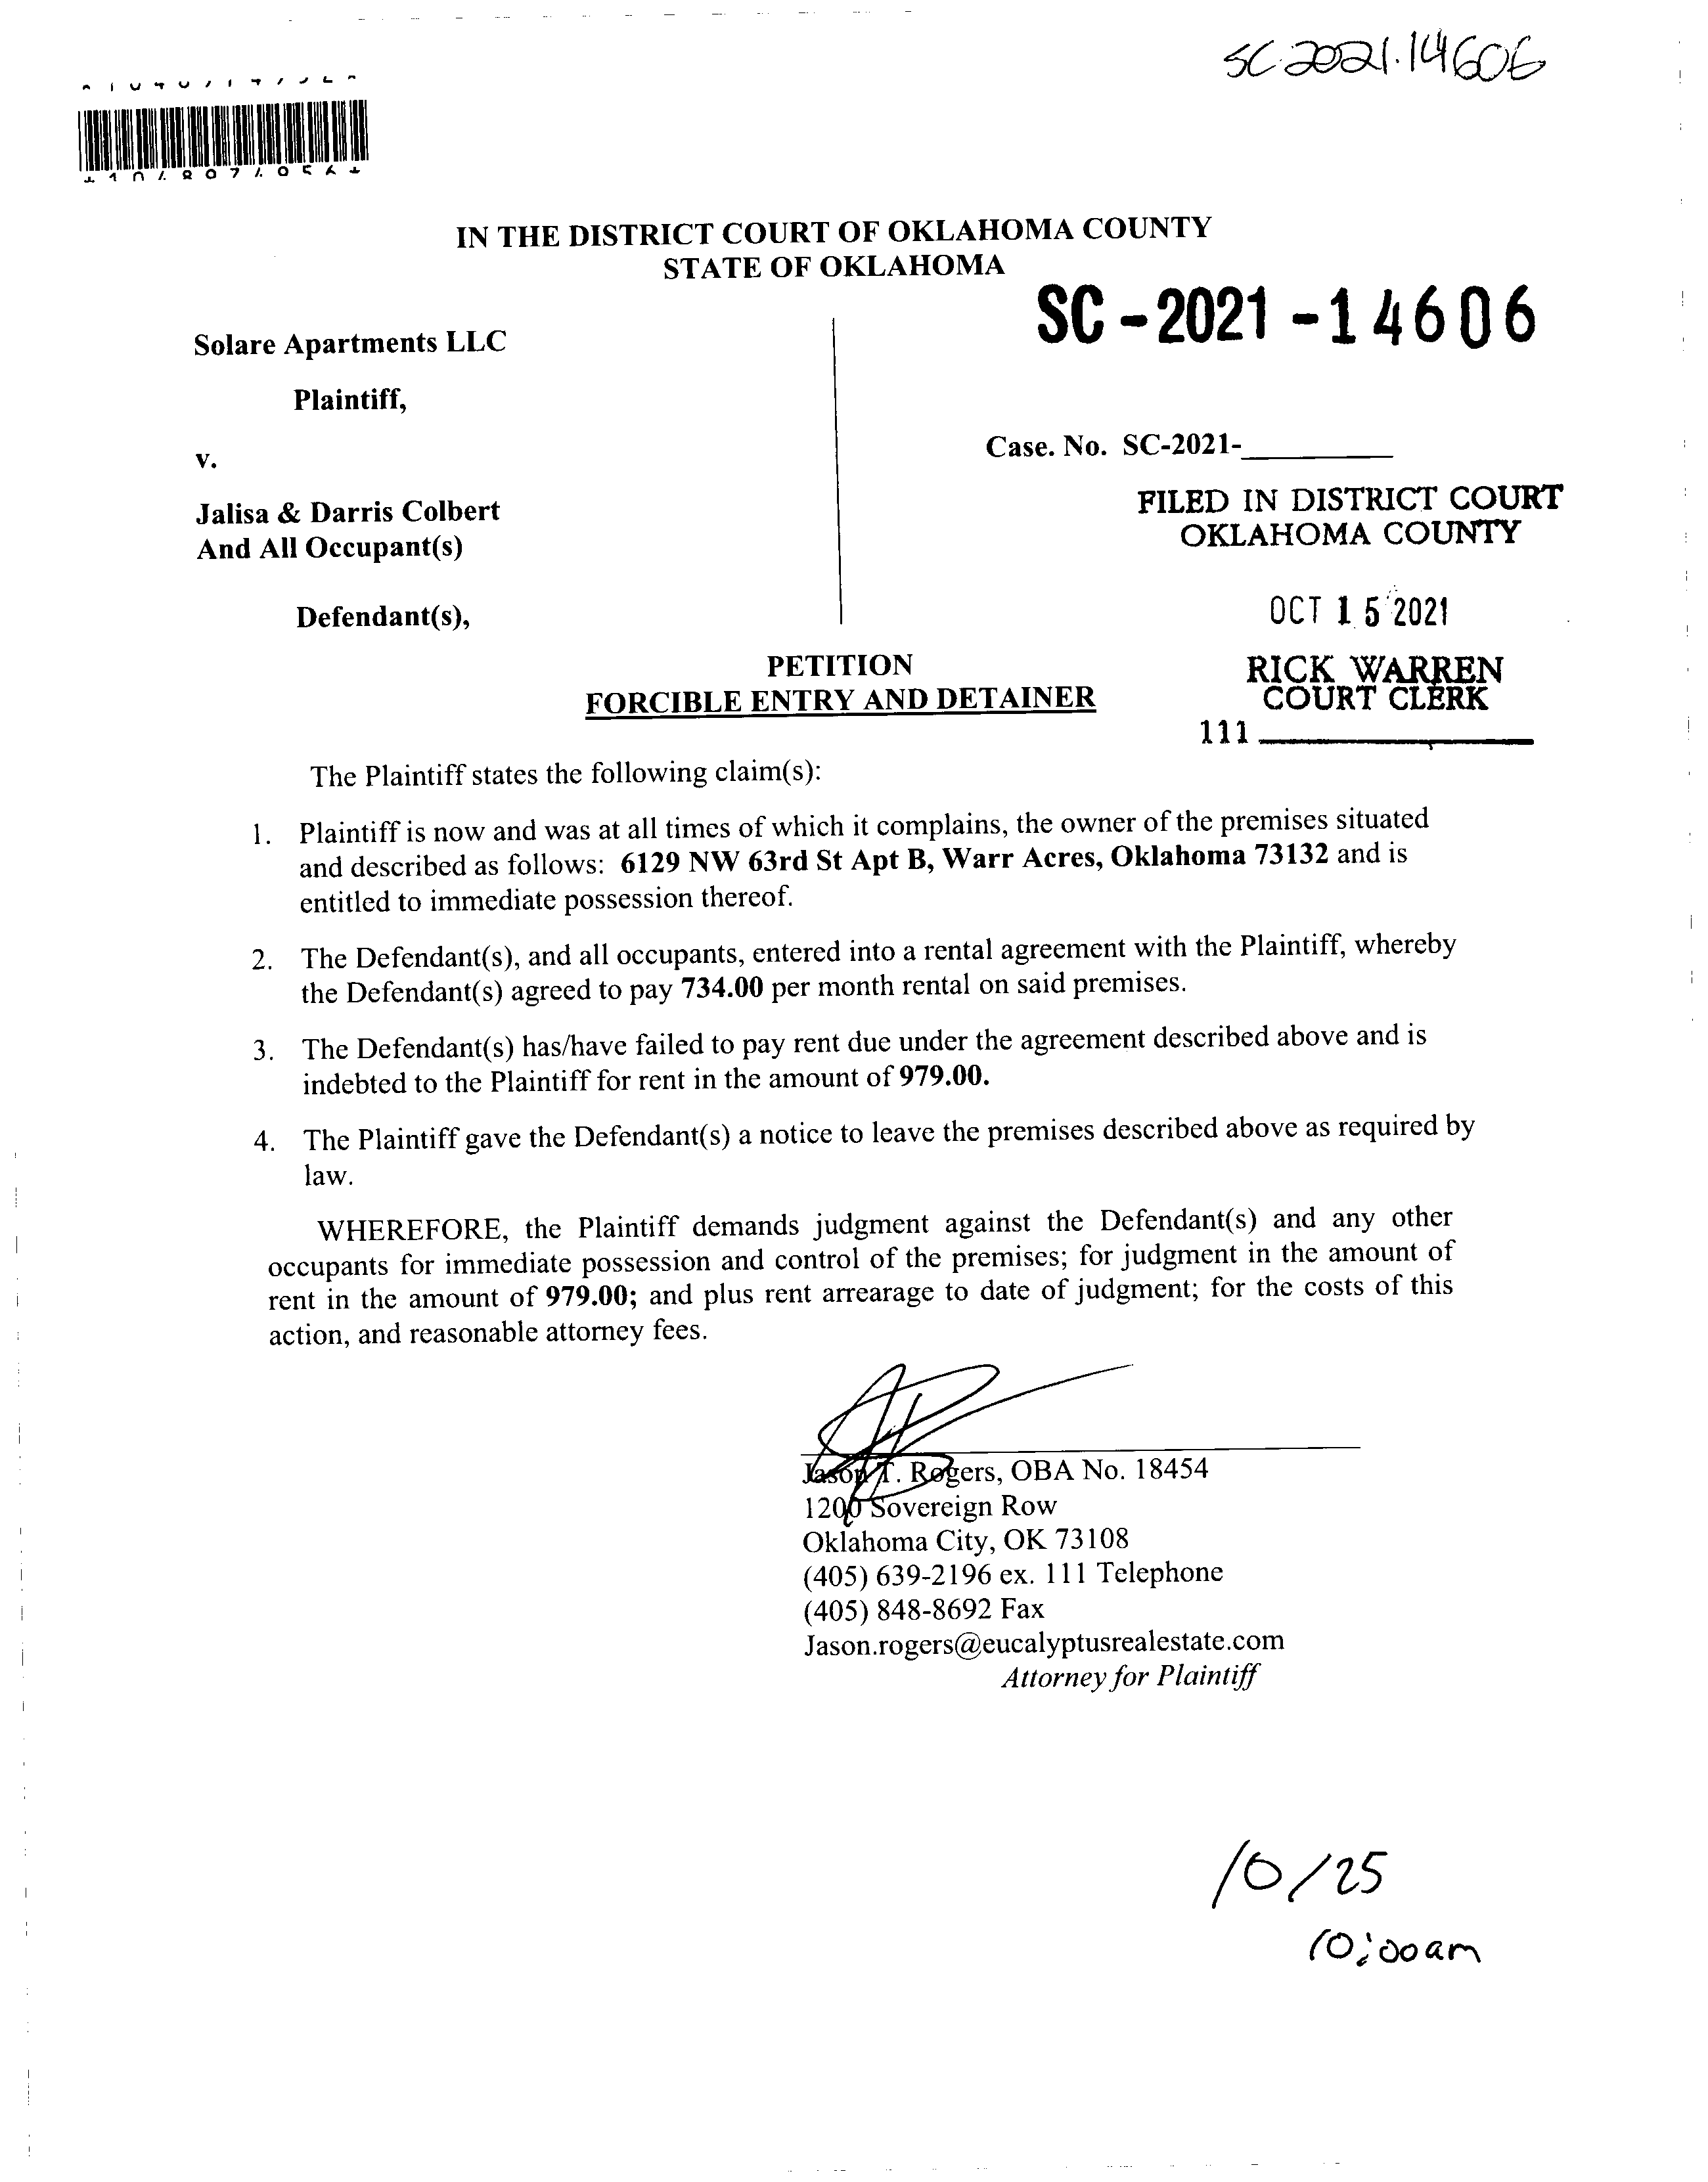 SC 2021.14606
IN THE DISTRICT COURT OF OKLAHOMA COUNTY
STATE OF OKLAHOMA
SC-2021-14606
Solare Apartments LLC
Plaintiff,
v.
Case. No. SC-2021-________
Jalisa & Darris Colbert
And All Occupant(s)
Defendant(s),
FILED IN DISTRICT COURT
OKLAHOMA COUNTY
OCT 15 2021
RICK WARREN
COURT CLERK
111 ________
PETITION
FORCIBLE ENTRY AND DETAINER
The Plaintiff states the following claim(s):
1. Plaintiff is now and was at all times of which it complains, the owner of the premises situated
and described as follows: 6129 NW 63rd St Apt B, Warr Acres, Oklahoma 73132 and is
entitled to immediate possession thereof.
2. The Defendant(s), and all occupants, entered into a rental agreement with the Plaintiff, whereby
the Defendant(s) agreed to pay 734.00 per month rental on said premises.
3. The Defendant(s) has/have failed to pay rent due under the agreement described above and is
indebted to the Plaintiff for rent in the amount of 979.00.
4. The Plaintiff gave the Defendant(s) a notice to leave the premises described above as required by
law.
WHEREFORE, the Plaintiff demands judgment against the Defendant(s) and any other
occupants for immediate possession and control of the premises; for judgment in the amount of
rent in the amount of 979.00; and plus rent arrearage to date of judgment; for the costs of this
action, and reasonable attorney fees.
Jason T. Rogers, OBA No. 18454
1200 Sovereign Row
Oklahoma City, OK 73108
(405) 639-2196 ex. 111 Telephone
(405) 848-8692 Fax
Jason.rogers@eucalyptusrealestate.com
Attorney for Plaintiff
10/25
10:00am